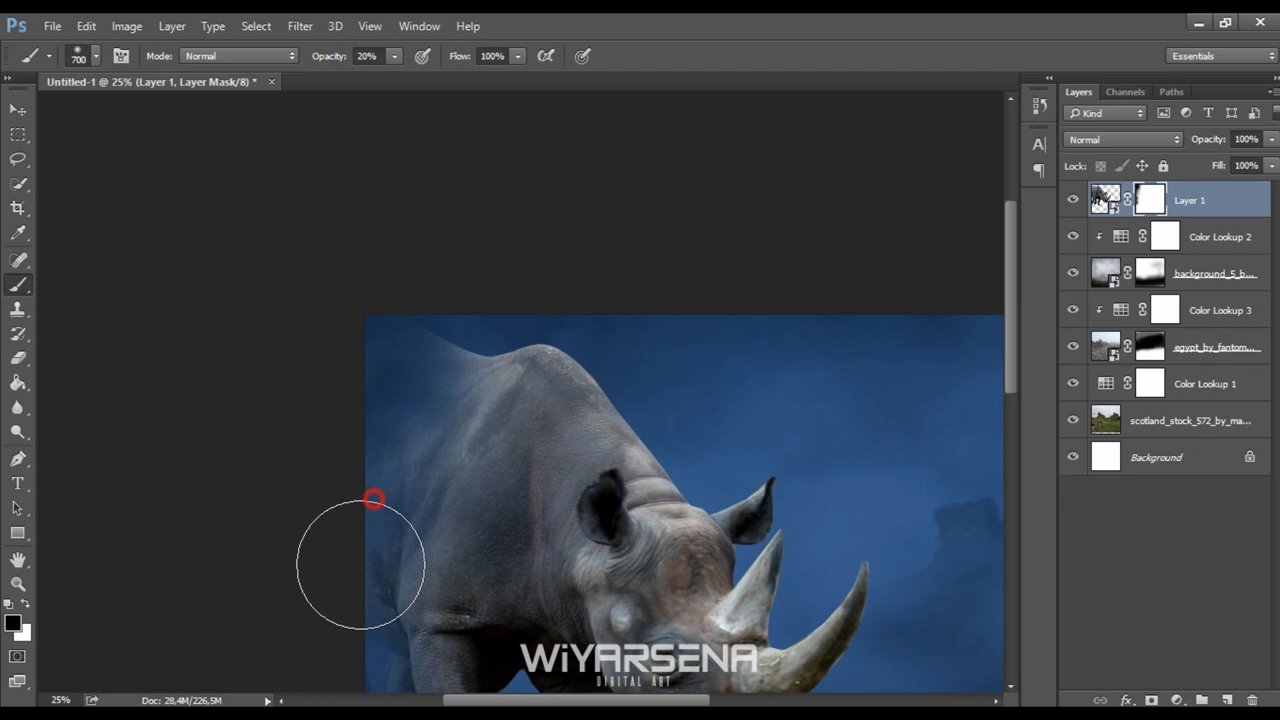 Ps File Edit Image Layer Type Select Filter 3D View Window Help
700 Mode: Normal Opacity: 20% Flow: 100% Essentials
Untitled-1 @ 25% (Layer 1, Layer Mask/8) * ×
Layers Channels Paths
Kind
Normal Opacity: 100%
Lock: Fill: 100%
Layer 1
Color Lookup 2
background_5_b...
Color Lookup 3
egypt_by_fantom...
Color Lookup 1
scotland_stock_572_by_ma...
Background
WiYARSENA
DIGITAL ART
25% Doc: 28,4M/226,5M